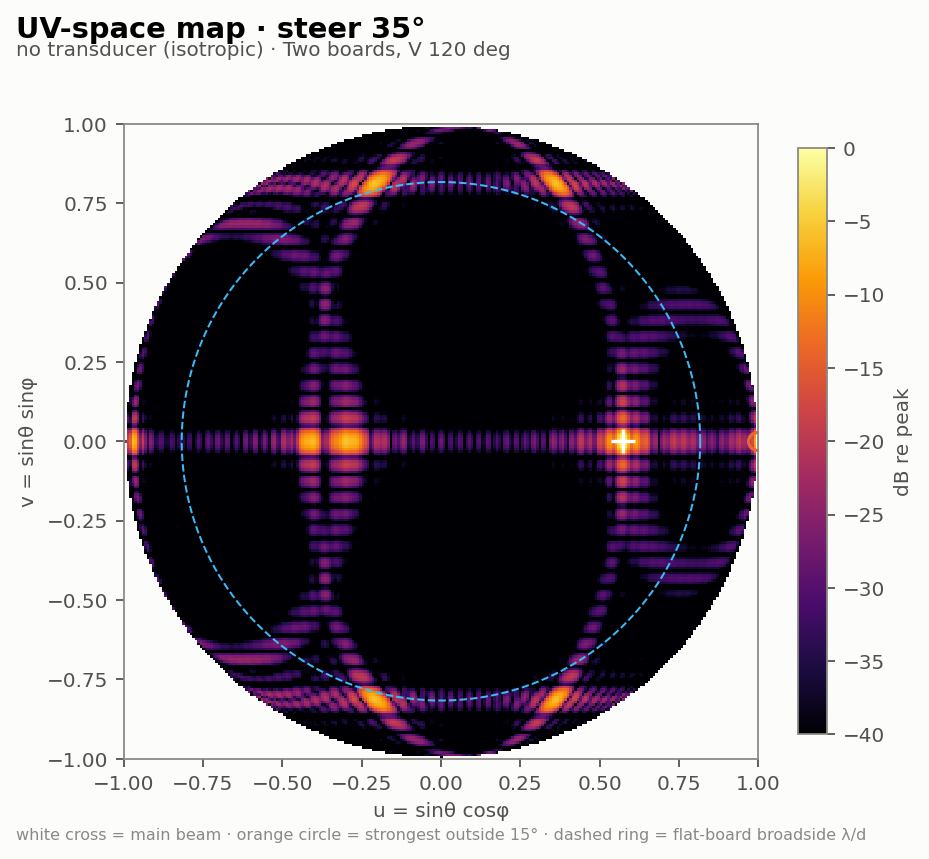 UV-space map · steer 35°
no transducer (isotropic) · Two boards, V 120 deg
1.00
0.75
0.50
0.25
0.00
−0.25
−0.50
−0.75
−1.00
v = sinθ sinφ
−1.00 −0.75 −0.50 −0.25 0.00 0.25 0.50 0.75 1.00
u = sinθ cosφ
0
−5
−10
−15
−20
−25
−30
−35
−40
dB re peak
white cross = main beam · orange circle = strongest outside 15° · dashed ring = flat-board broadside λ/d